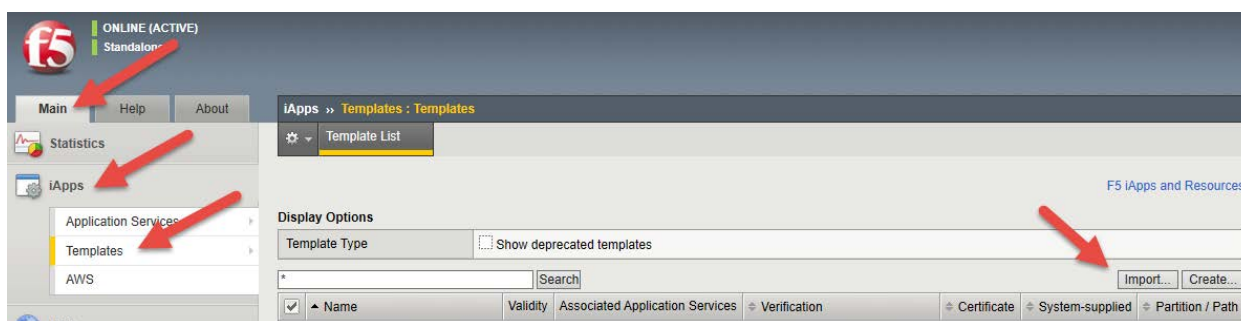 f5
ONLINE (ACTIVE)
Standalone
Main Help About
iApps ›› Templates : Templates
Statistics
Template List
iApps
F5 iApps and Resources
Application Services
Display Options
Templates
Template Type Show deprecated templates
AWS
* Search Import... Create...
Name Validity Associated Application Services Verification Certificate System-supplied Partition / Path